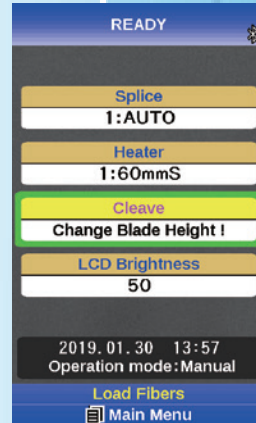 READY
Splice
1:AUTO
Heater
1:60mmS
Cleave
Change Blade Height !
LCD Brightness
50
2019.01.30 13:57
Operation mode:Manual
Load Fibers
Main Menu